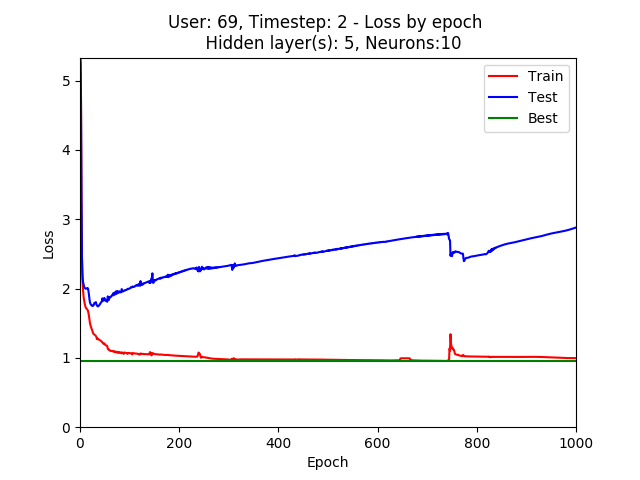 User: 69, Timestep: 2 - Loss by epoch
Hidden layer(s): 5, Neurons:10
Train
Test
Best
Loss
5
4
3
2
1
0
0 200 400 600 800 1000
Epoch